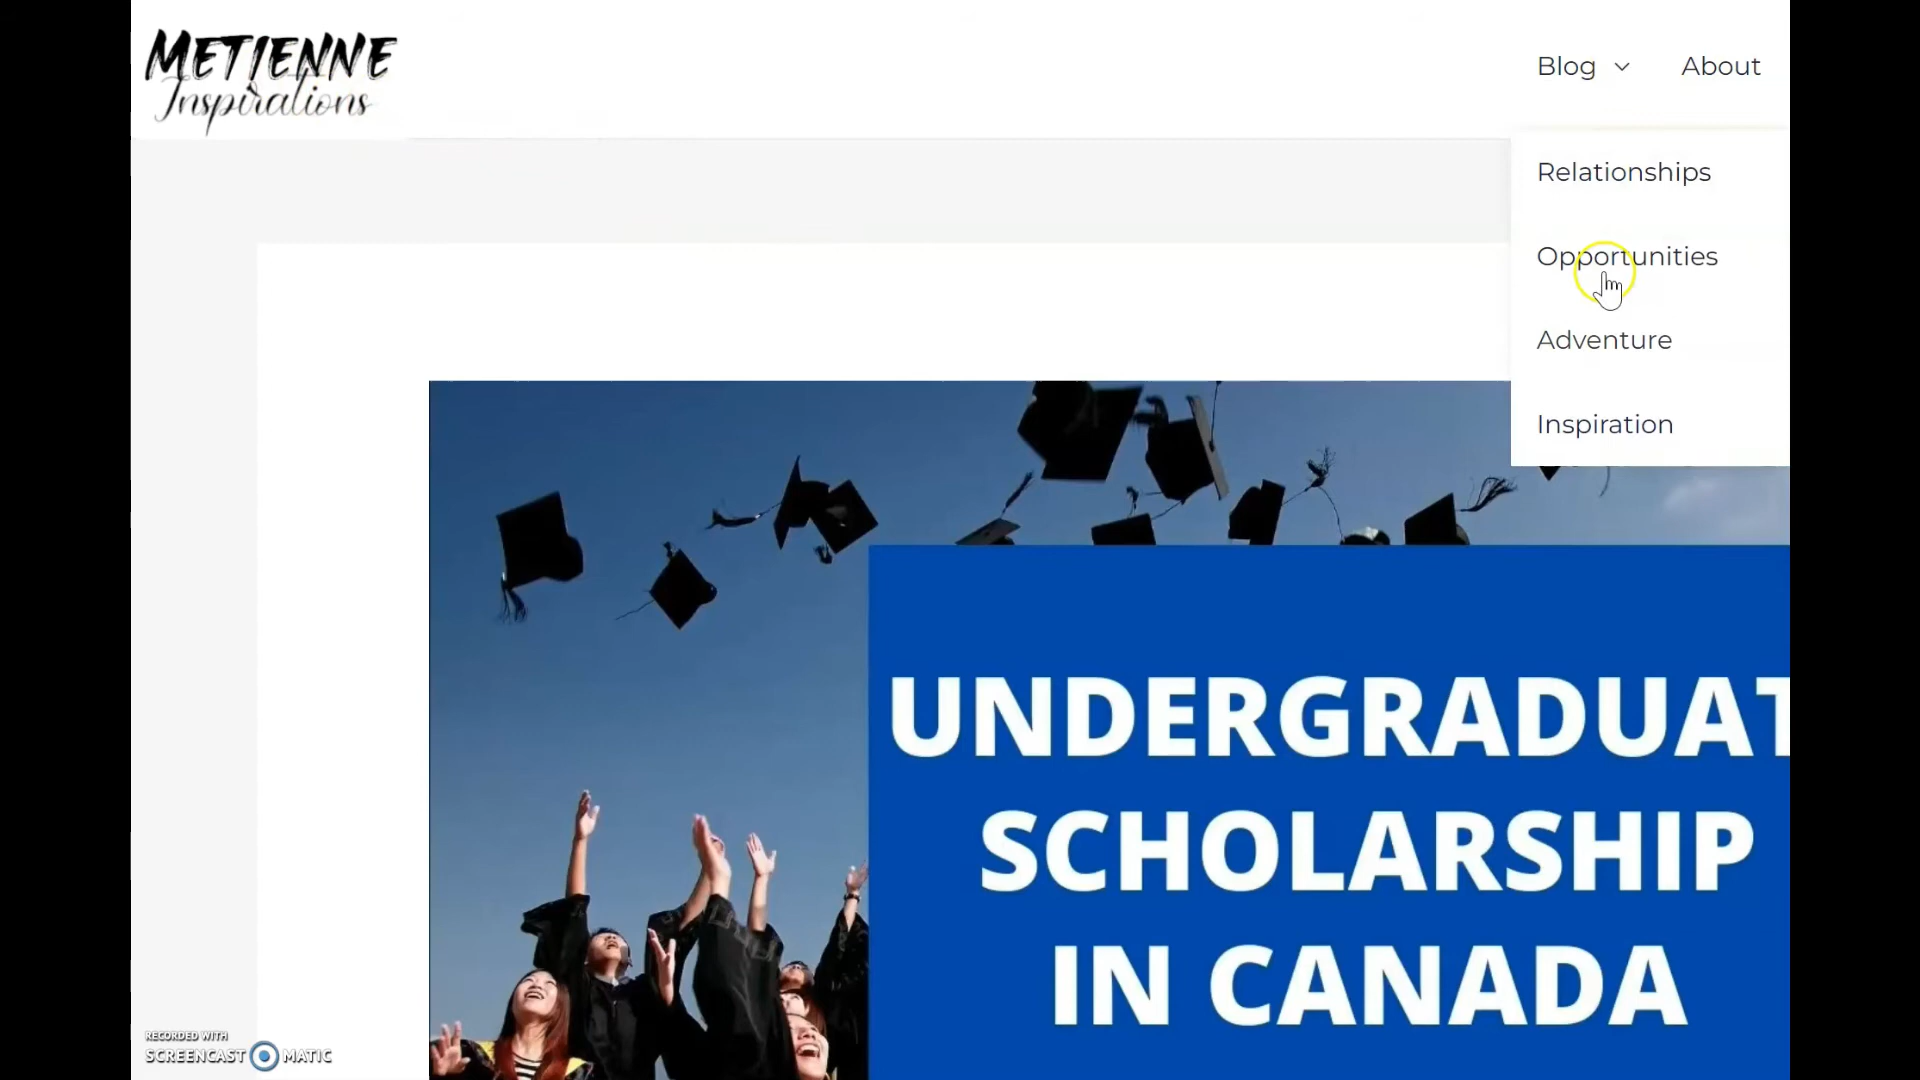 METIENNE
Inspirations
Blog
About
Relationships
Opportunities
Adventure
Inspiration
UNDERGRADUAT
SCHOLARSHIP
IN CANADA
RECORDED WITH
SCREENCAST MATIC